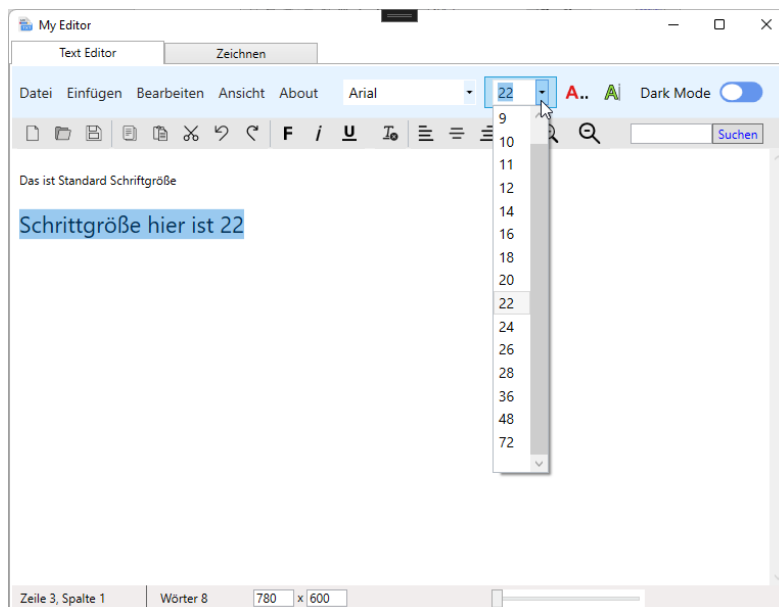 My Editor
Text Editor Zeichnen
Datei Einfügen Bearbeiten Ansicht About Arial 22 A.. A Dark Mode
F i U Suchen
Das ist Standard Schriftgröße
Schrittgröße hier ist 22
9
10
11
12
14
16
18
20
22
24
26
28
36
48
72
Zeile 3, Spalte 1 Wörter 8 780 x 600